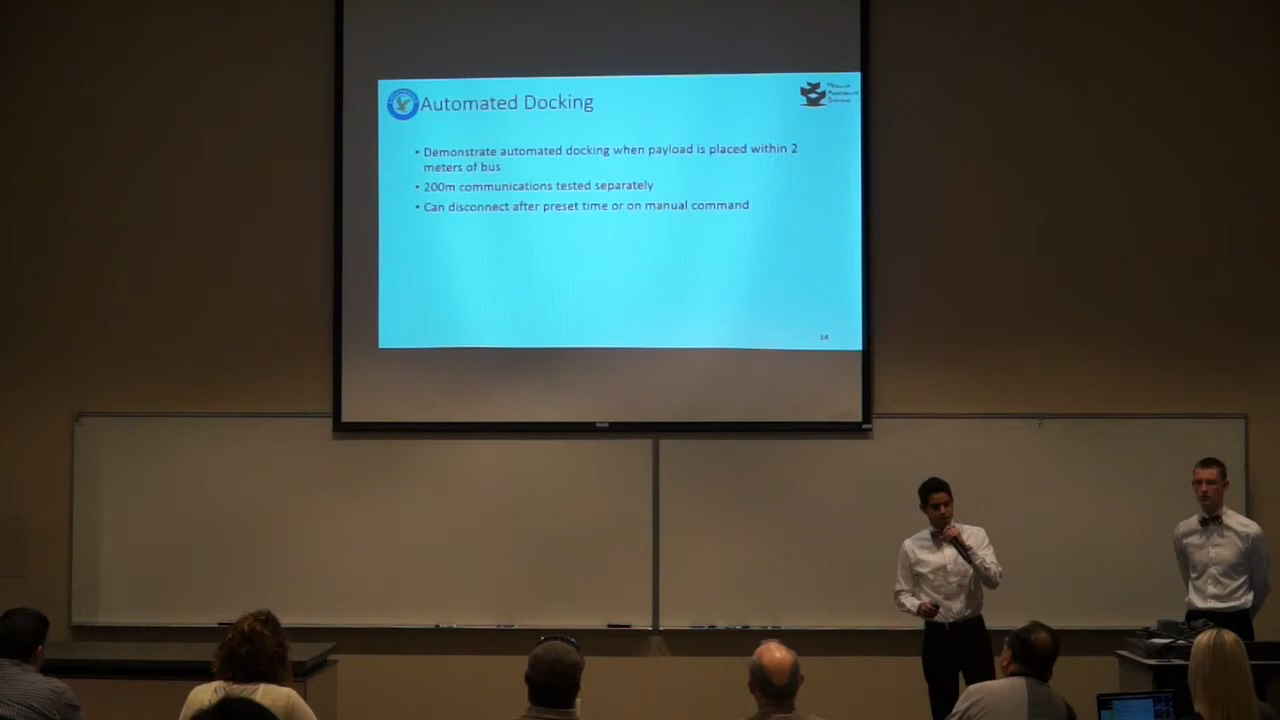 Automated Docking
• Demonstrate automated docking when payload is placed within 2
meters of bus
• 200m communications tested separately
• Can disconnect after preset time or on manual command
14